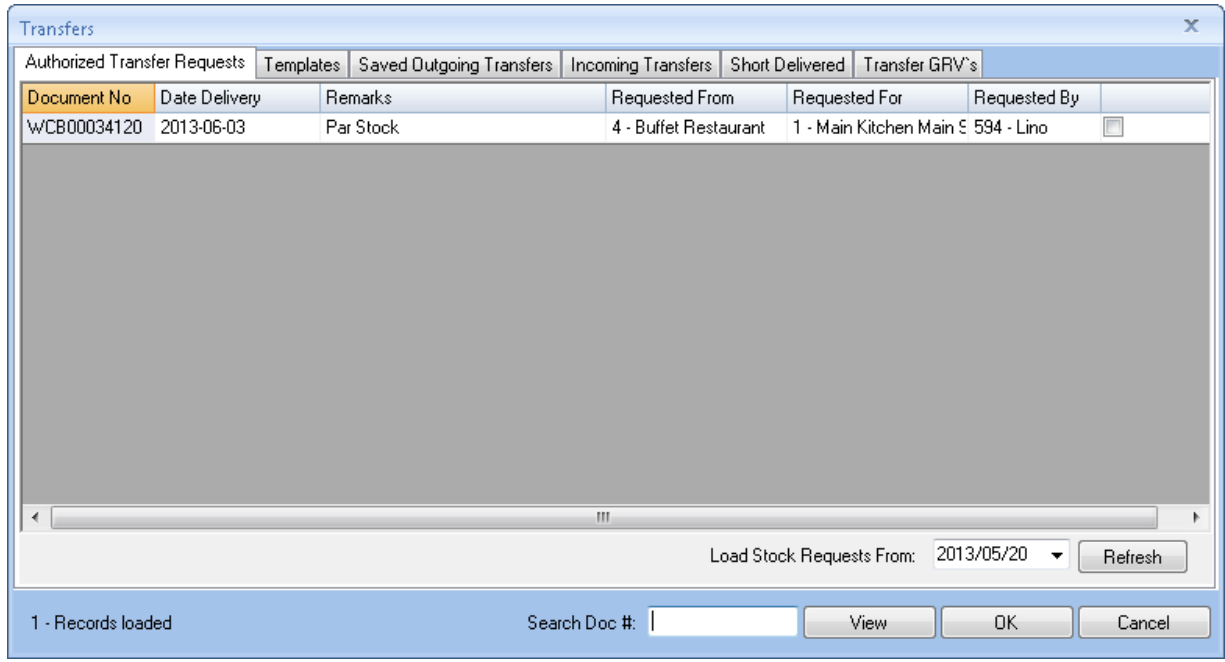 Transfers x
Authorized Transfer Requests Templates Saved Outgoing Transfers Incoming Transfers Short Delivered Transfer GRV`s
Document No Date Delivery Remarks Requested From Requested For Requested By
WCB00034120 2013-06-03 Par Stock 4 - Buffet Restaurant 1 - Main Kitchen Main S 594 - Lino
Load Stock Requests From: 2013/05/20 Refresh
1 - Records loaded Search Doc #: View OK Cancel